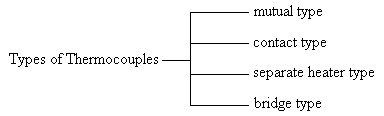 Types of Thermocouples
mutual type
contact type
separate heater type
bridge type